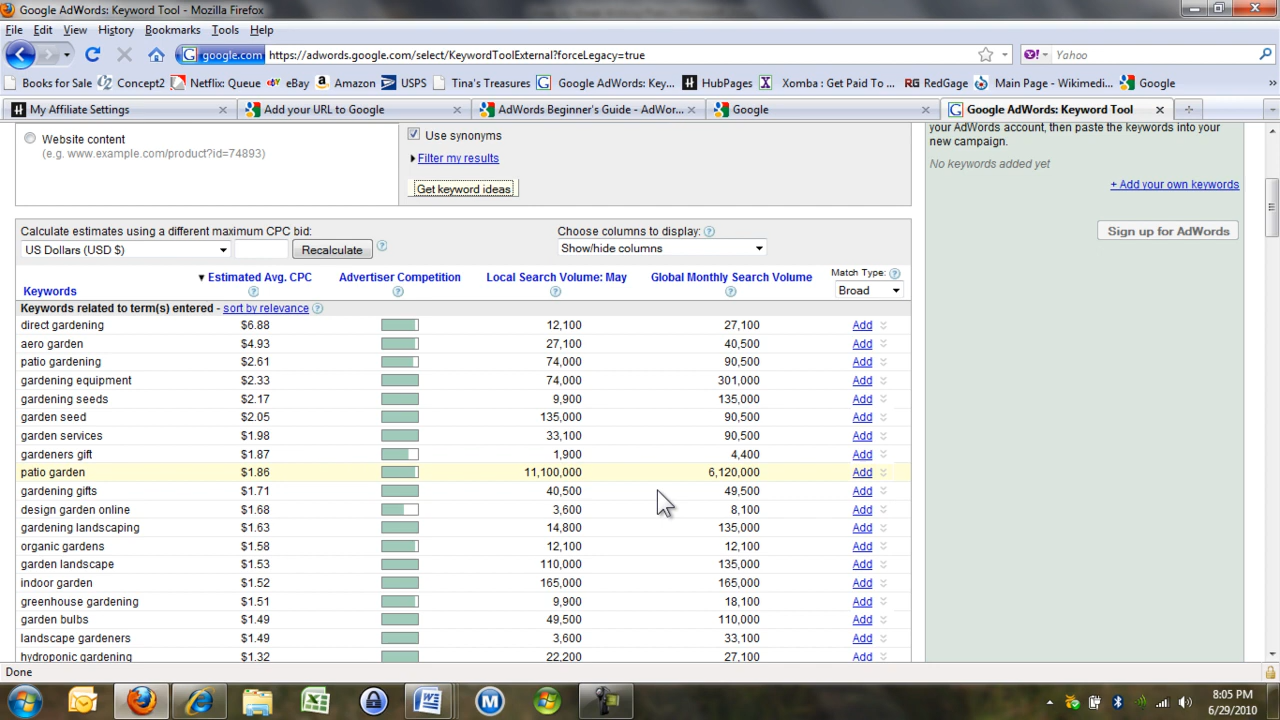 Google AdWords: Keyword Tool - Mozilla Firefox
File Edit View History Bookmarks Tools Help
google.com https://adwords.google.com/select/KeywordToolExternal?forceLegacy=true Yahoo
Books for Sale Concept2 Netflix: Queue eBay Amazon USPS Tina's Treasures Google AdWords: Key... HubPages Xomba : Get Paid To ... RG RedGage Main Page - Wikimedi... Google
My Affiliate Settings Add your URL to Google AdWords Beginner's Guide - AdWor... Google Google AdWords: Keyword Tool
Website content
(e.g. www.example.com/product?id=74893)
Use synonyms
Filter my results
Get keyword ideas
your AdWords account, then paste the keywords into your
new campaign.
No keywords added yet
+ Add your own keywords
Sign up for AdWords
Calculate estimates using a different maximum CPC bid:
US Dollars (USD $) Recalculate
Choose columns to display:
Show/hide columns
Keywords Estimated Avg. CPC Advertiser Competition Local Search Volume: May Global Monthly Search Volume Match Type:
Broad
Keywords related to term(s) entered - sort by relevance
direct gardening $6.88 12,100 27,100 Add
aero garden $4.93 27,100 40,500 Add
patio gardening $2.61 74,000 90,500 Add
gardening equipment $2.33 74,000 301,000 Add
gardening seeds $2.17 9,900 135,000 Add
garden seed $2.05 135,000 90,500 Add
garden services $1.98 33,100 90,500 Add
gardeners gift $1.87 1,900 4,400 Add
patio garden $1.86 11,100,000 6,120,000 Add
gardening gifts $1.71 40,500 49,500 Add
design garden online $1.68 3,600 8,100 Add
gardening landscaping $1.63 14,800 135,000 Add
organic gardens $1.58 12,100 12,100 Add
garden landscape $1.53 110,000 135,000 Add
indoor garden $1.52 165,000 165,000 Add
greenhouse gardening $1.51 9,900 18,100 Add
garden bulbs $1.49 49,500 110,000 Add
landscape gardeners $1.49 3,600 33,100 Add
hydroponic gardening $1.32 22,200 27,100 Add
Done
8:05 PM
6/29/2010